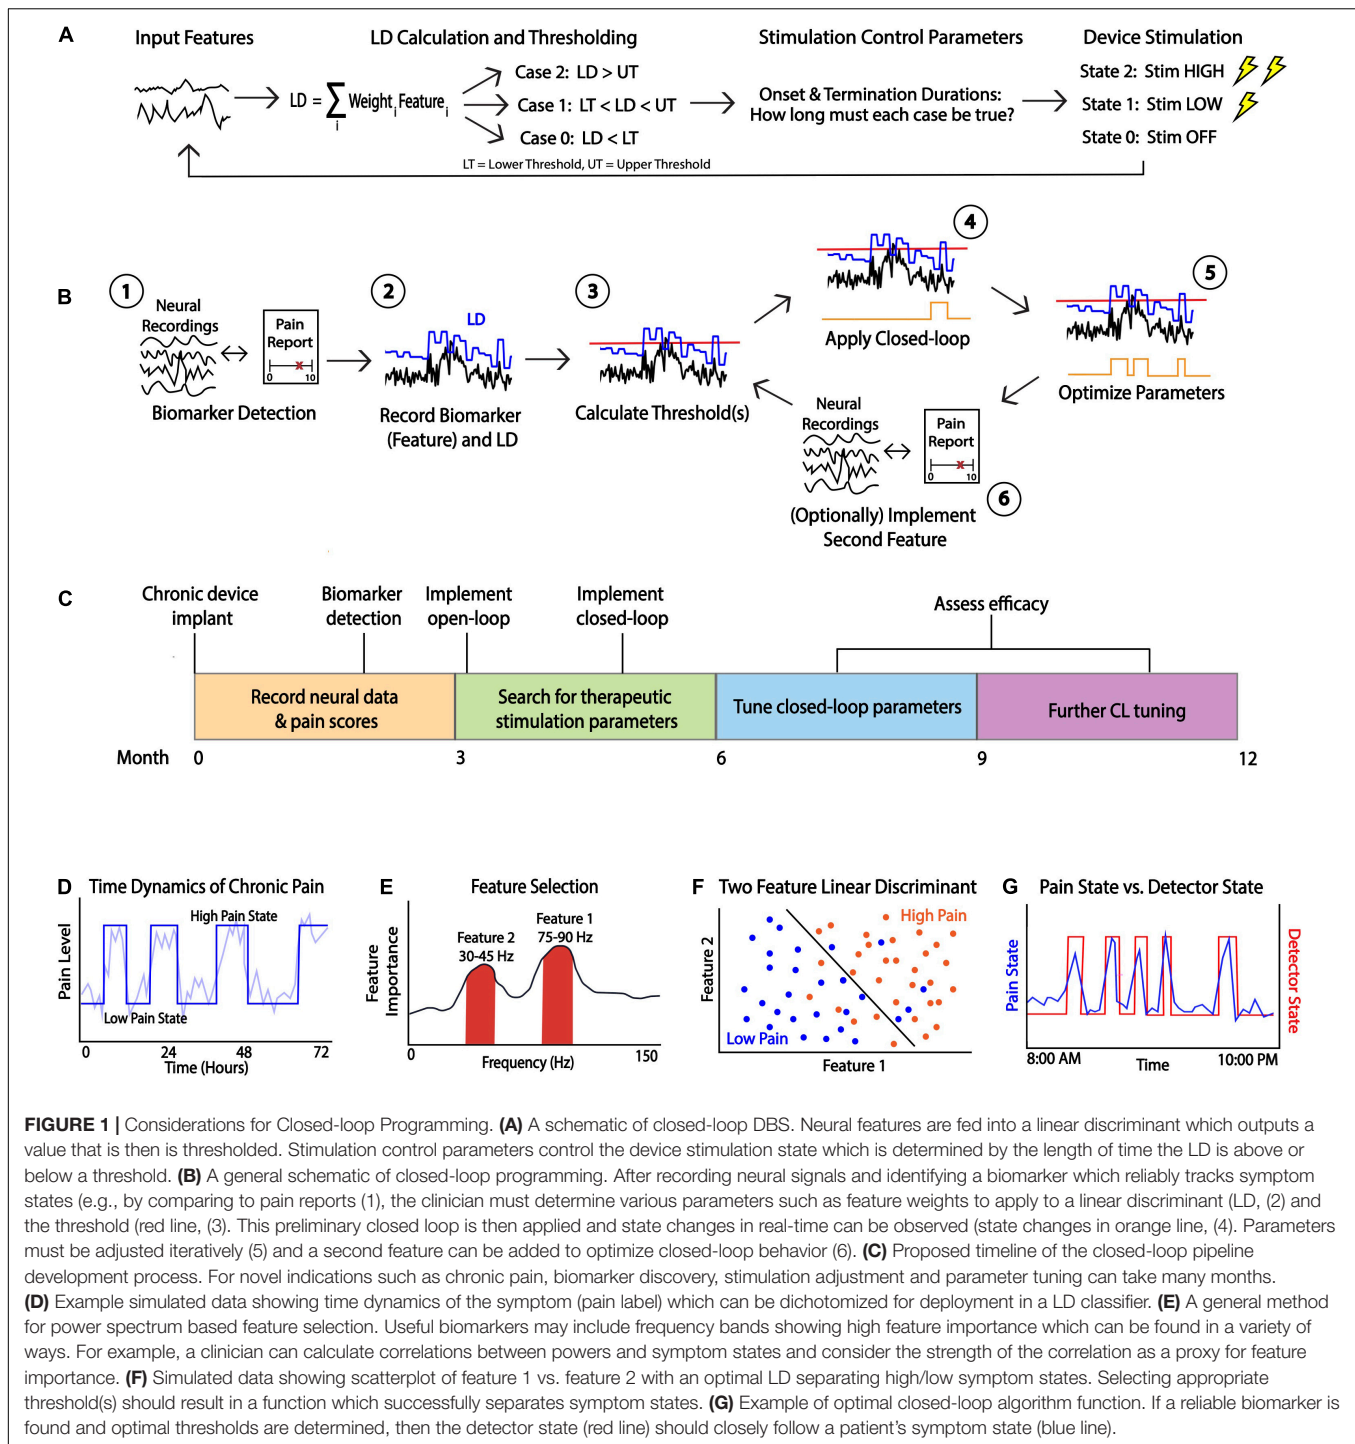 A
Input Features
LD Calculation and Thresholding
Stimulation Control Parameters
Device Stimulation
LD = ∑ i Weight i Feature i
Case 2: LD > UT
Case 1: LT < LD < UT
Case 0: LD < LT
LT = Lower Threshold, UT = Upper Threshold
Onset & Termination Durations:
How long must each case be true?
State 2: Stim HIGH
State 1: Stim LOW
State 0: Stim OFF
B
1
Neural
Recordings
Pain
Report
0 10
Biomarker Detection
2
LD
Record Biomarker
(Feature) and LD
3
Calculate Threshold(s)
4
Apply Closed-loop
5
Optimize Parameters
Neural
Recordings
Pain
Report
0 10
6
(Optionally) Implement
Second Feature
C
Chronic device
implant
Biomarker
detection
Implement
open-loop
Implement
closed-loop
Assess efficacy
Record neural data
& pain scores
Search for therapeutic
stimulation parameters
Tune closed-loop parameters
Further CL tuning
Month 0 3 6 9 12
D Time Dynamics of Chronic Pain
Pain Level
High Pain State
Low Pain State
0 24 48 72
Time (Hours)
E Feature Selection
Feature
Importance
Feature 2
30-45 Hz
Feature 1
75-90 Hz
0 150
Frequency (Hz)
F Two Feature Linear Discriminant
Feature 2
High Pain
Low Pain
Feature 1
G Pain State vs. Detector State
Pain State
Detector State
8:00 AM 10:00 PM
Time
FIGURE 1 | Considerations for Closed-loop Programming. (A) A schematic of closed-loop DBS. Neural features are fed into a linear discriminant which outputs a
value that is then is thresholded. Stimulation control parameters control the device stimulation state which is determined by the length of time the LD is above or
below a threshold. (B) A general schematic of closed-loop programming. After recording neural signals and identifying a biomarker which reliably tracks symptom
states (e.g., by comparing to pain reports (1), the clinician must determine various parameters such as feature weights to apply to a linear discriminant (LD, (2) and
the threshold (red line, (3). This preliminary closed loop is then applied and state changes in real-time can be observed (state changes in orange line, (4). Parameters
must be adjusted iteratively (5) and a second feature can be added to optimize closed-loop behavior (6). (C) Proposed timeline of the closed-loop pipeline
development process. For novel indications such as chronic pain, biomarker discovery, stimulation adjustment and parameter tuning can take many months.
(D) Example simulated data showing time dynamics of the symptom (pain label) which can be dichotomized for deployment in a LD classifier. (E) A general method
for power spectrum based feature selection. Useful biomarkers may include frequency bands showing high feature importance which can be found in a variety of
ways. For example, a clinician can calculate correlations between powers and symptom states and consider the strength of the correlation as a proxy for feature
importance. (F) Simulated data showing scatterplot of feature 1 vs. feature 2 with an optimal LD separating high/low symptom states. Selecting appropriate
threshold(s) should result in a function which successfully separates symptom states. (G) Example of optimal closed-loop algorithm function. If a reliable biomarker is
found and optimal thresholds are determined, then the detector state (red line) should closely follow a patient's symptom state (blue line).